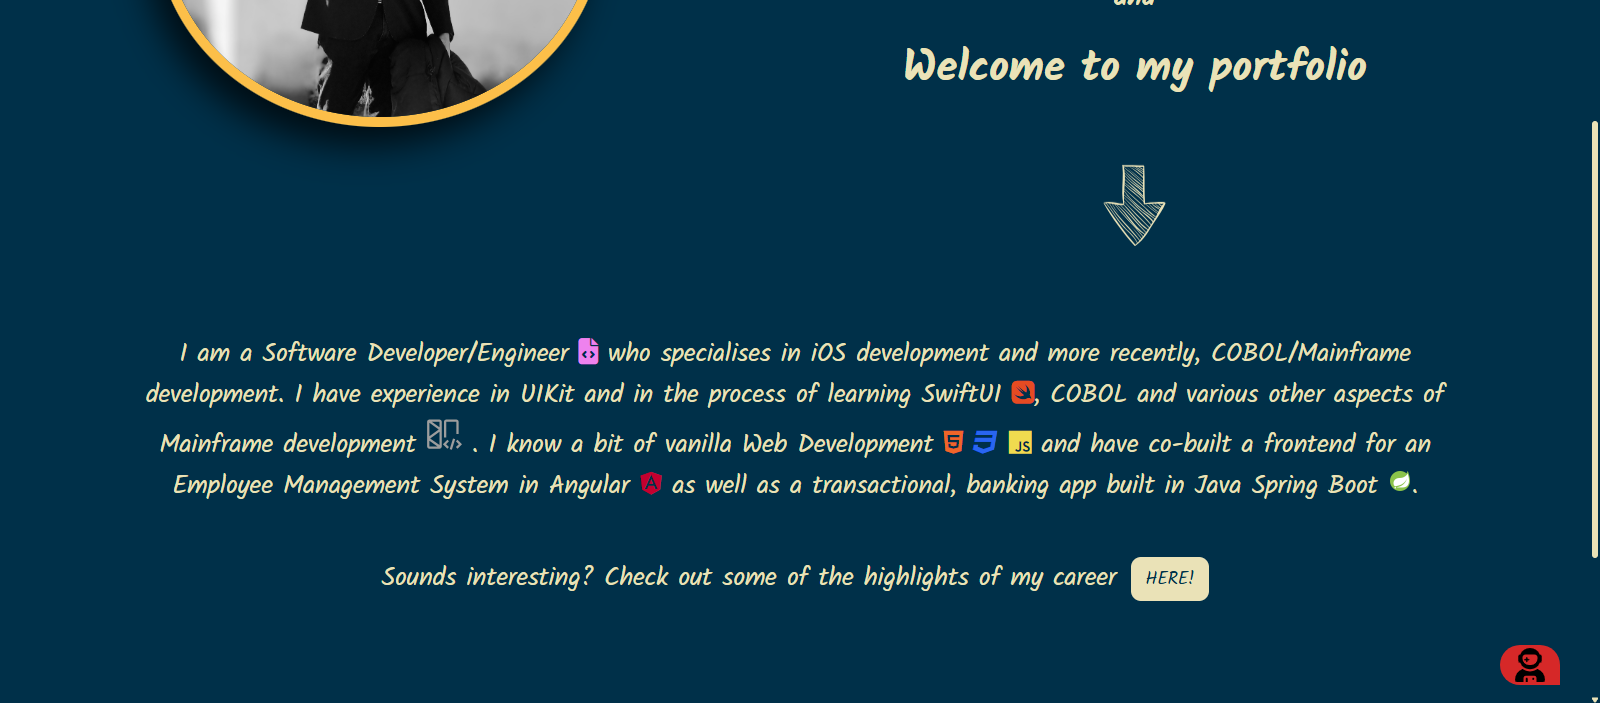 and
Welcome to my portfolio
I am a Software Developer/Engineer who specialises in iOS development and more recently, COBOL/Mainframe
development. I have experience in UIKit and in the process of learning SwiftUI , COBOL and various other aspects of
Mainframe development . I know a bit of vanilla Web Development and have co-built a frontend for an
Employee Management System in Angular as well as a transactional, banking app built in Java Spring Boot .
Sounds interesting? Check out some of the highlights of my career HERE!